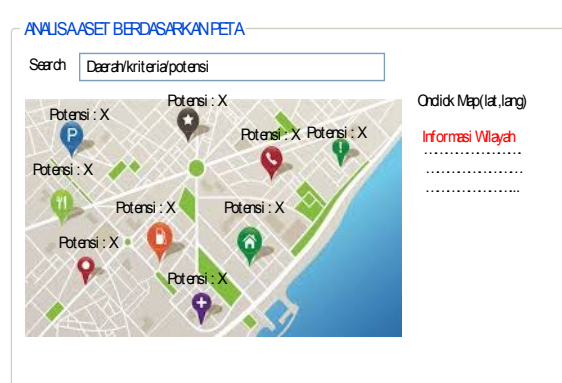 ANALISA ASET BERDASARKAN PETA
Search
Daerah/kriteria/potensi
Potensi : X
Potensi : X
Potensi : X
Potensi : X
Potensi : X
Potensi : X
Potensi : X
Potensi : X
Potensi : X
P
Onclick Map(lat,lang)
Informasi Wilayah
......................
......................
......................